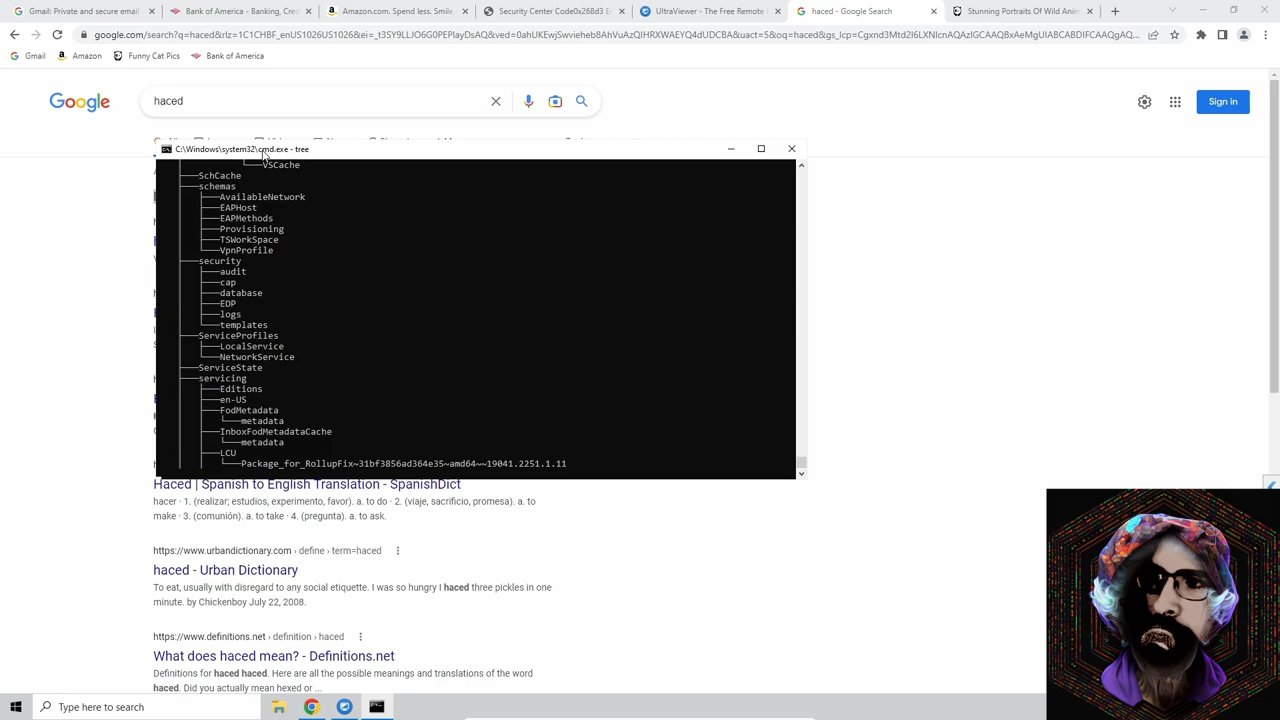 Gmail: Private and secure email
Bank of America - Banking, Cred
Amazon.com. Spend less. Smile
Security Center Code0x268d3 E
UltraViewer - The Free Remote
haced - Google Search
Stunning Portraits Of Wild Anim
google.com/search?q=haced&rlz=1C1CHBF_enUS1026US1026&ei=_t3SY9LLJO6G0PEPlayDsAQ&ved=0ahUKEwjSwvieheb8AhVuAzQIHRXWAEYQ4dUDCBA&uact=5&oq=haced&gs_lcp=Cgxnd3Mtd2l6LXNlcnAQAzIGCAAQBxAeMgUIABCABDIFCAAQgAQ...
Gmail
Amazon
Funny Cat Pics
Bank of America
Google
haced
Sign in
C:\Windows\system32\cmd.exe - tree
VSCache
SchCache
schemas
AvailableNetwork
EAPHost
EAPMethods
Provisioning
TSWorkSpace
VpnProfile
security
audit
cap
database
EDP
logs
templates
ServiceProfiles
LocalService
NetworkService
ServiceState
servicing
Editions
en-US
FodMetadata
metadata
InboxFodMetadataCache
metadata
LCU
Package_for_RollupFix~31bf3856ad364e35~amd64~~19041.2251.1.11
Haced | Spanish to English Translation - SpanishDict
hacer · 1. (realizar; estudios, experimento, favor). a. to do · 2. (viaje, sacrificio, promesa). a. to
make · 3. (comunión). a. to take · 4. (pregunta). a. to ask.
https://www.urbandictionary.com › define › term=haced
haced - Urban Dictionary
To eat, usually with disregard to any social etiquette. I was so hungry I haced three pickles in one
minute. by Chickenboy July 22, 2008.
https://www.definitions.net › definition › haced
What does haced mean? - Definitions.net
Definitions for haced haced. Here are all the possible meanings and translations of the word
haced. Did you actually mean hexed or ...
Type here to search